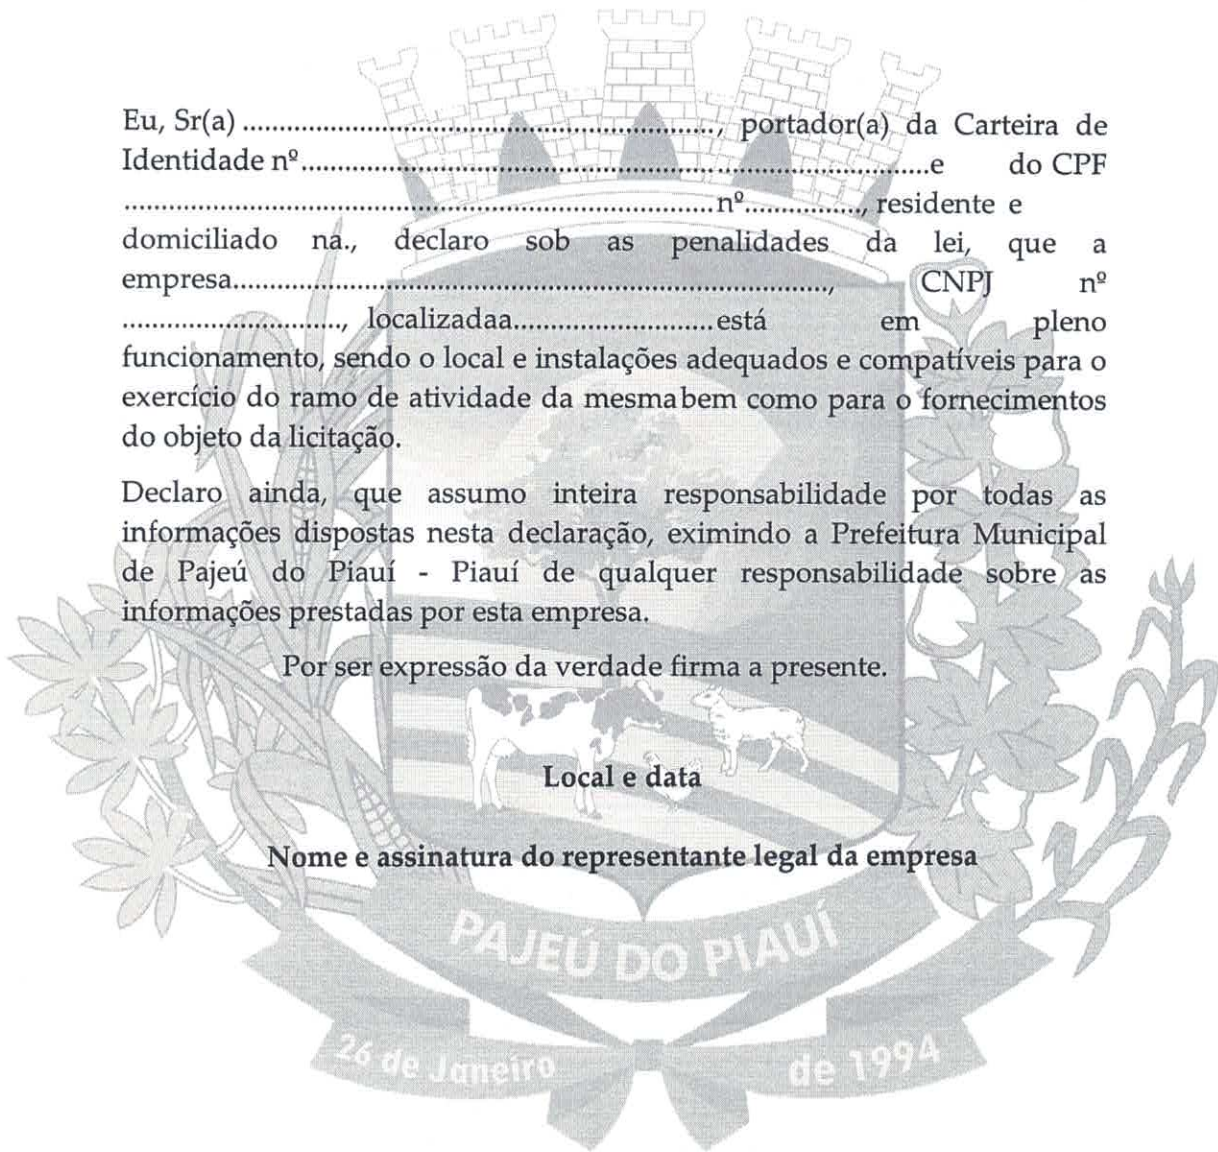 Eu, Sr(a) ......................................................................., portador(a) da Carteira de
Identidade nº..............................................................................................e do CPF
.........................................................................................nº................, residente e
domiciliado na., declaro sob as penalidades da lei, que a
empresa.........................................................................................., CNPJ nº
................................., localizadaa..............................está em pleno
funcionamento, sendo o local e instalações adequados e compatíveis para o
exercício do ramo de atividade da mesmabem como para o fornecimentos
do objeto da licitação.
Declaro ainda, que assumo inteira responsabilidade por todas as
informações dispostas nesta declaração, eximindo a Prefeitura Municipal
de Pajeú do Piauí - Piauí de qualquer responsabilidade sobre as
informações prestadas por esta empresa.
Por ser expressão da verdade firma a presente.
Local e data
Nome e assinatura do representante legal da empresa
PAJEÚ DO PIAUÍ
26 de Janeiro de 1994